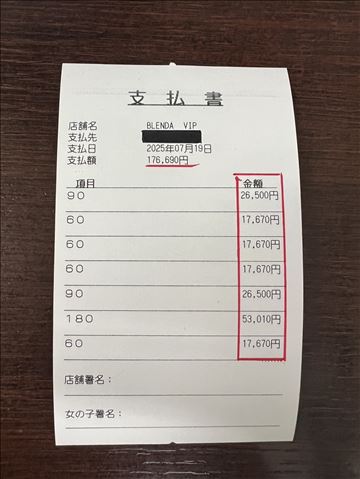 支払書
店舗名 BLENDA VIP
支払先
支払日 2025年07月19日
支払額 176,690円
項目 金額
90 26,500円
60 17,670円
60 17,670円
60 17,670円
90 26,500円
180 53,010円
60 17,670円
店舗署名：
女の子署名：